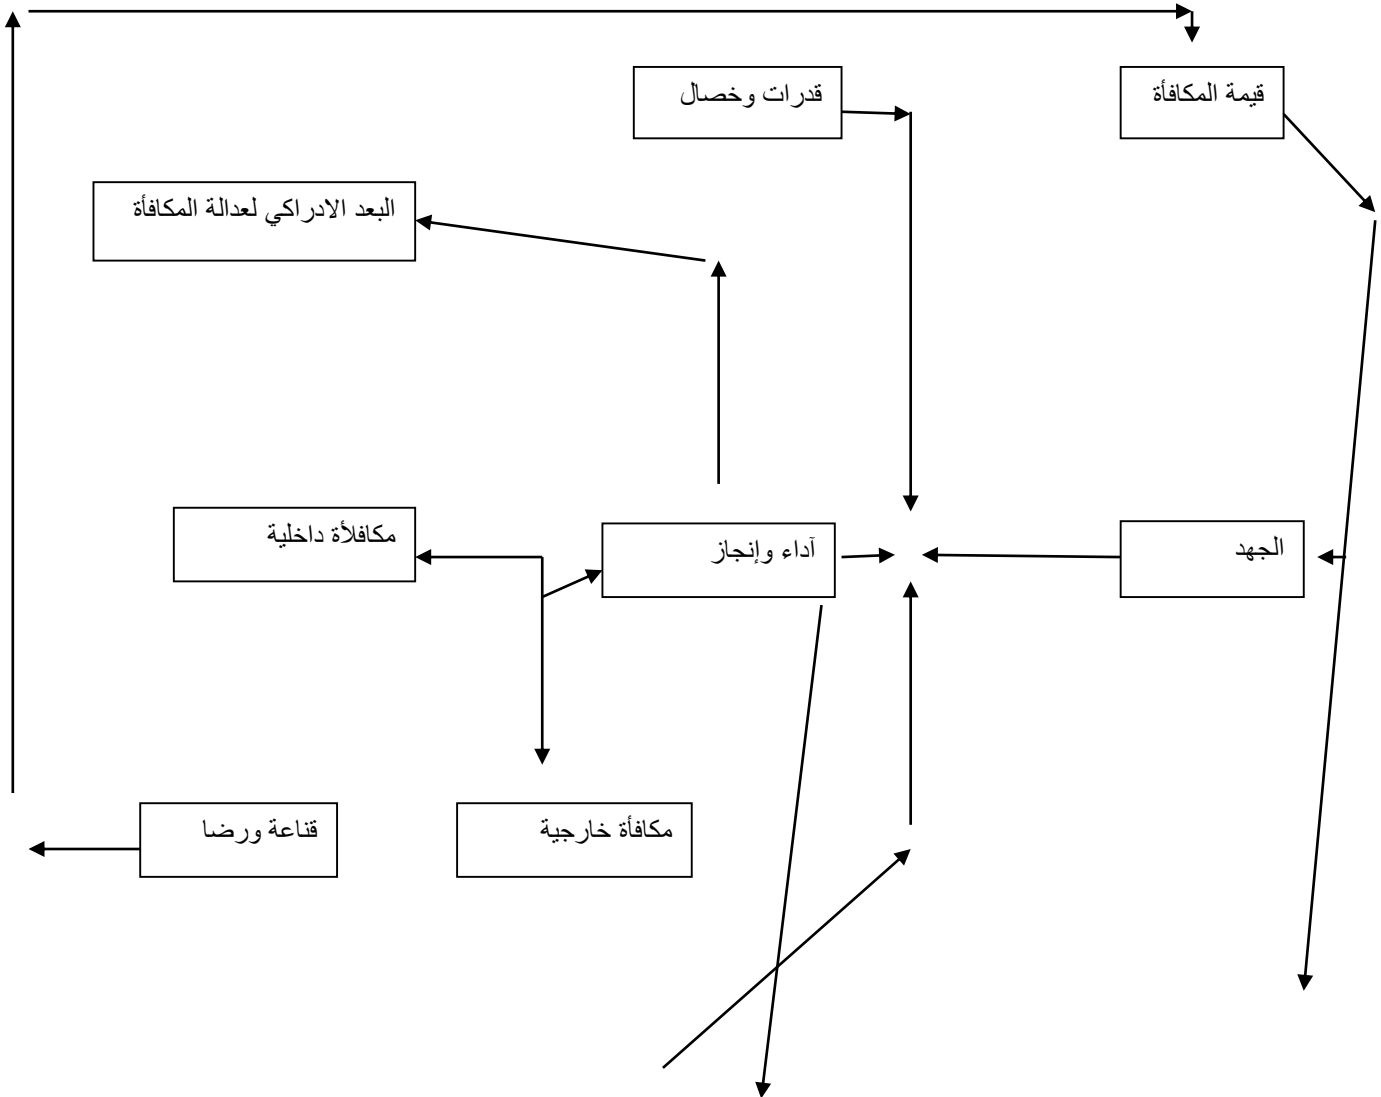 قيمة المكافأة
قدرات وخصال
البعد الادراكي لعدالة المكافأة
الجهد
آداء وإنجاز
مكافلأة داخلية
مكافأة خارجية
قناعة ورضا